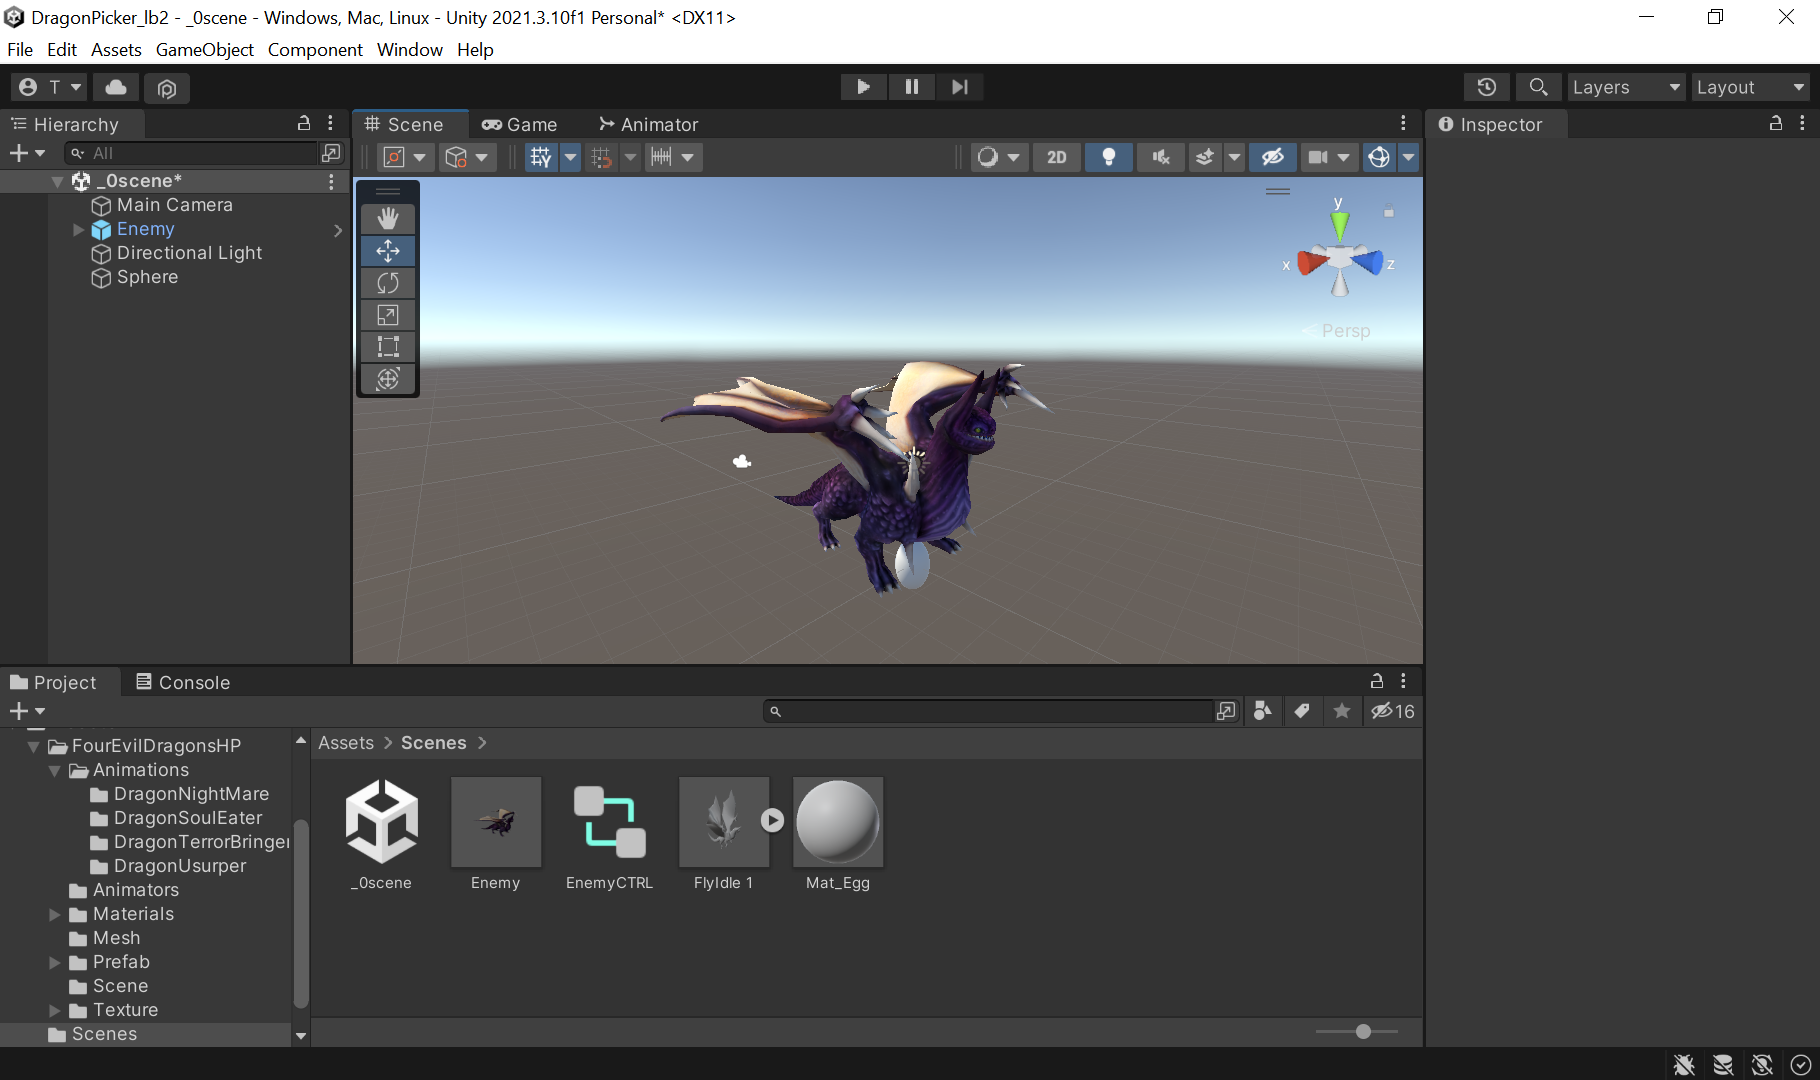 DragonPicker_lb2 - _0scene - Windows, Mac, Linux - Unity 2021.3.10f1 Personal* <DX11>
File Edit Assets GameObject Component Window Help
T Layers Layout
Hierarchy Scene Game Animator Inspector
All 2D
_0scene*
Main Camera
Enemy
Directional Light
Sphere
y
x z
Persp
Project Console
16
FourEvilDragonsHP
Animations
DragonNightMare
DragonSoulEater
DragonTerrorBringer
DragonUsurper
Animators
Materials
Mesh
Prefab
Scene
Texture
Scenes
Assets > Scenes >
_0scene Enemy EnemyCTRL FlyIdle 1 Mat_Egg